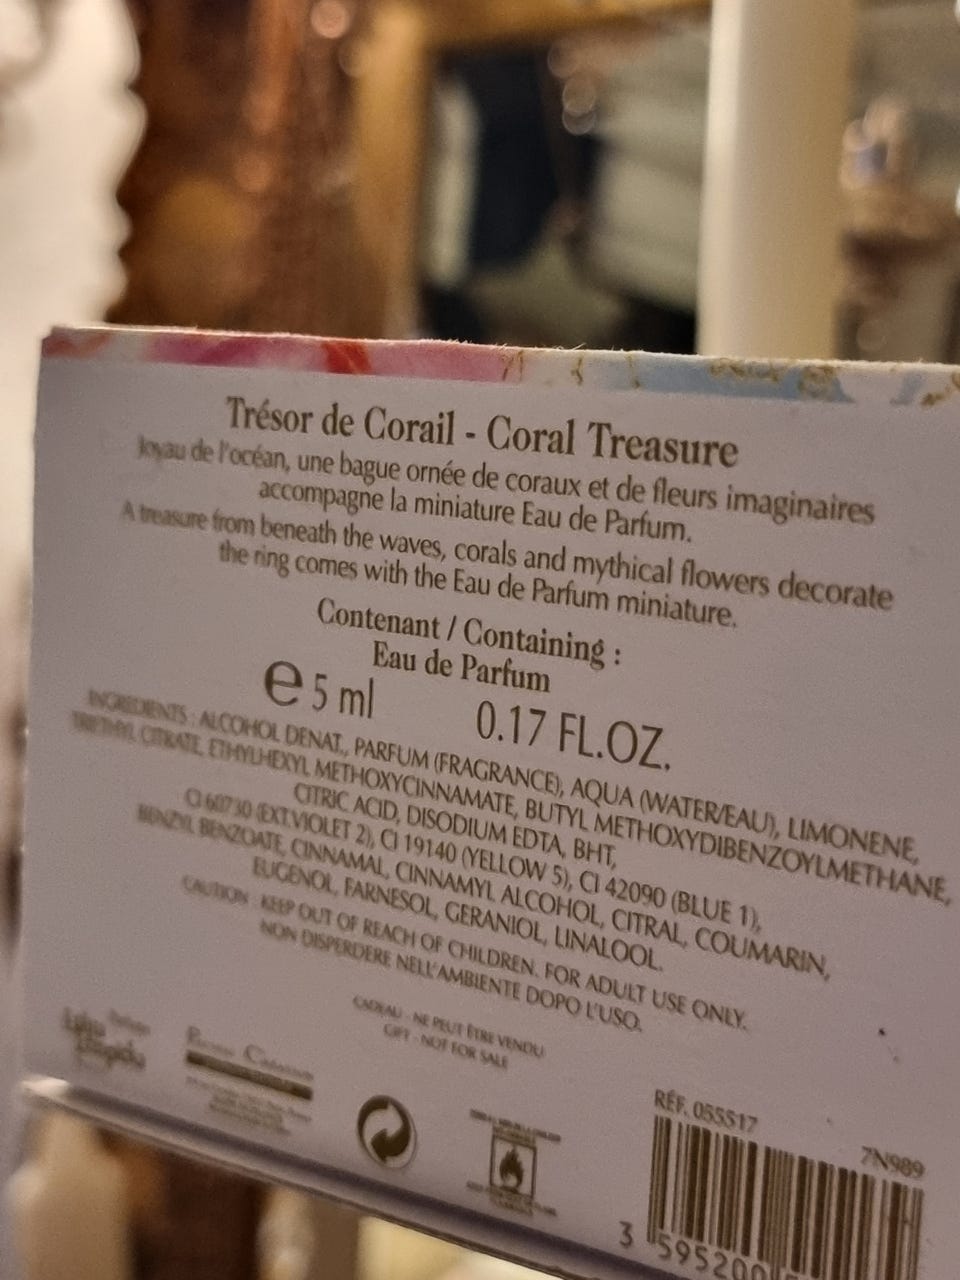 Trésor de Corail - Coral Treasure
Joyau de l'océan, une bague ornée de coraux et de fleurs imaginaires
accompagne la miniature Eau de Parfum.
A treasure from beneath the waves, corals and mythical flowers decorate
the ring comes with the Eau de Parfum miniature.
Contenant / Containing :
Eau de Parfum
e 5 ml 0.17 FL.OZ.
INGREDIENTS : ALCOHOL DENAT., PARFUM (FRAGRANCE), AQUA (WATER/EAU), LIMONENE,
TRIETHYL CITRATE, ETHYLHEXYL METHOXYCINNAMATE, BUTYL METHOXYDIBENZOYLMETHANE,
CITRIC ACID, DISODIUM EDTA, BHT,
CI 60730 (EXT.VIOLET 2), CI 19140 (YELLOW 5), CI 42090 (BLUE 1),
BENZYL BENZOATE, CINNAMAL, CINNAMYL ALCOHOL, CITRAL, COUMARIN,
EUGENOL, FARNESOL, GERANIOL, LINALOOL.
CAUTION : KEEP OUT OF REACH OF CHILDREN. FOR ADULT USE ONLY.
NON DISPERDERE NELL'AMBIENTE DOPO L'USO.
CADEAU - NE PEUT ÊTRE VENDU
GIFT - NOT FOR SALE
RÉF. 055517
7N989
3 595200